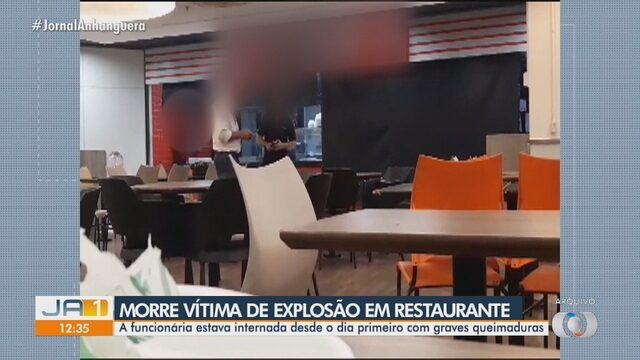 #JornalAnhanguera
ARQUIVO
JA1
MORRE VÍTIMA DE EXPLOSÃO EM RESTAURANTE
12:35
A funcionária estava internada desde o dia primeiro com graves queimaduras